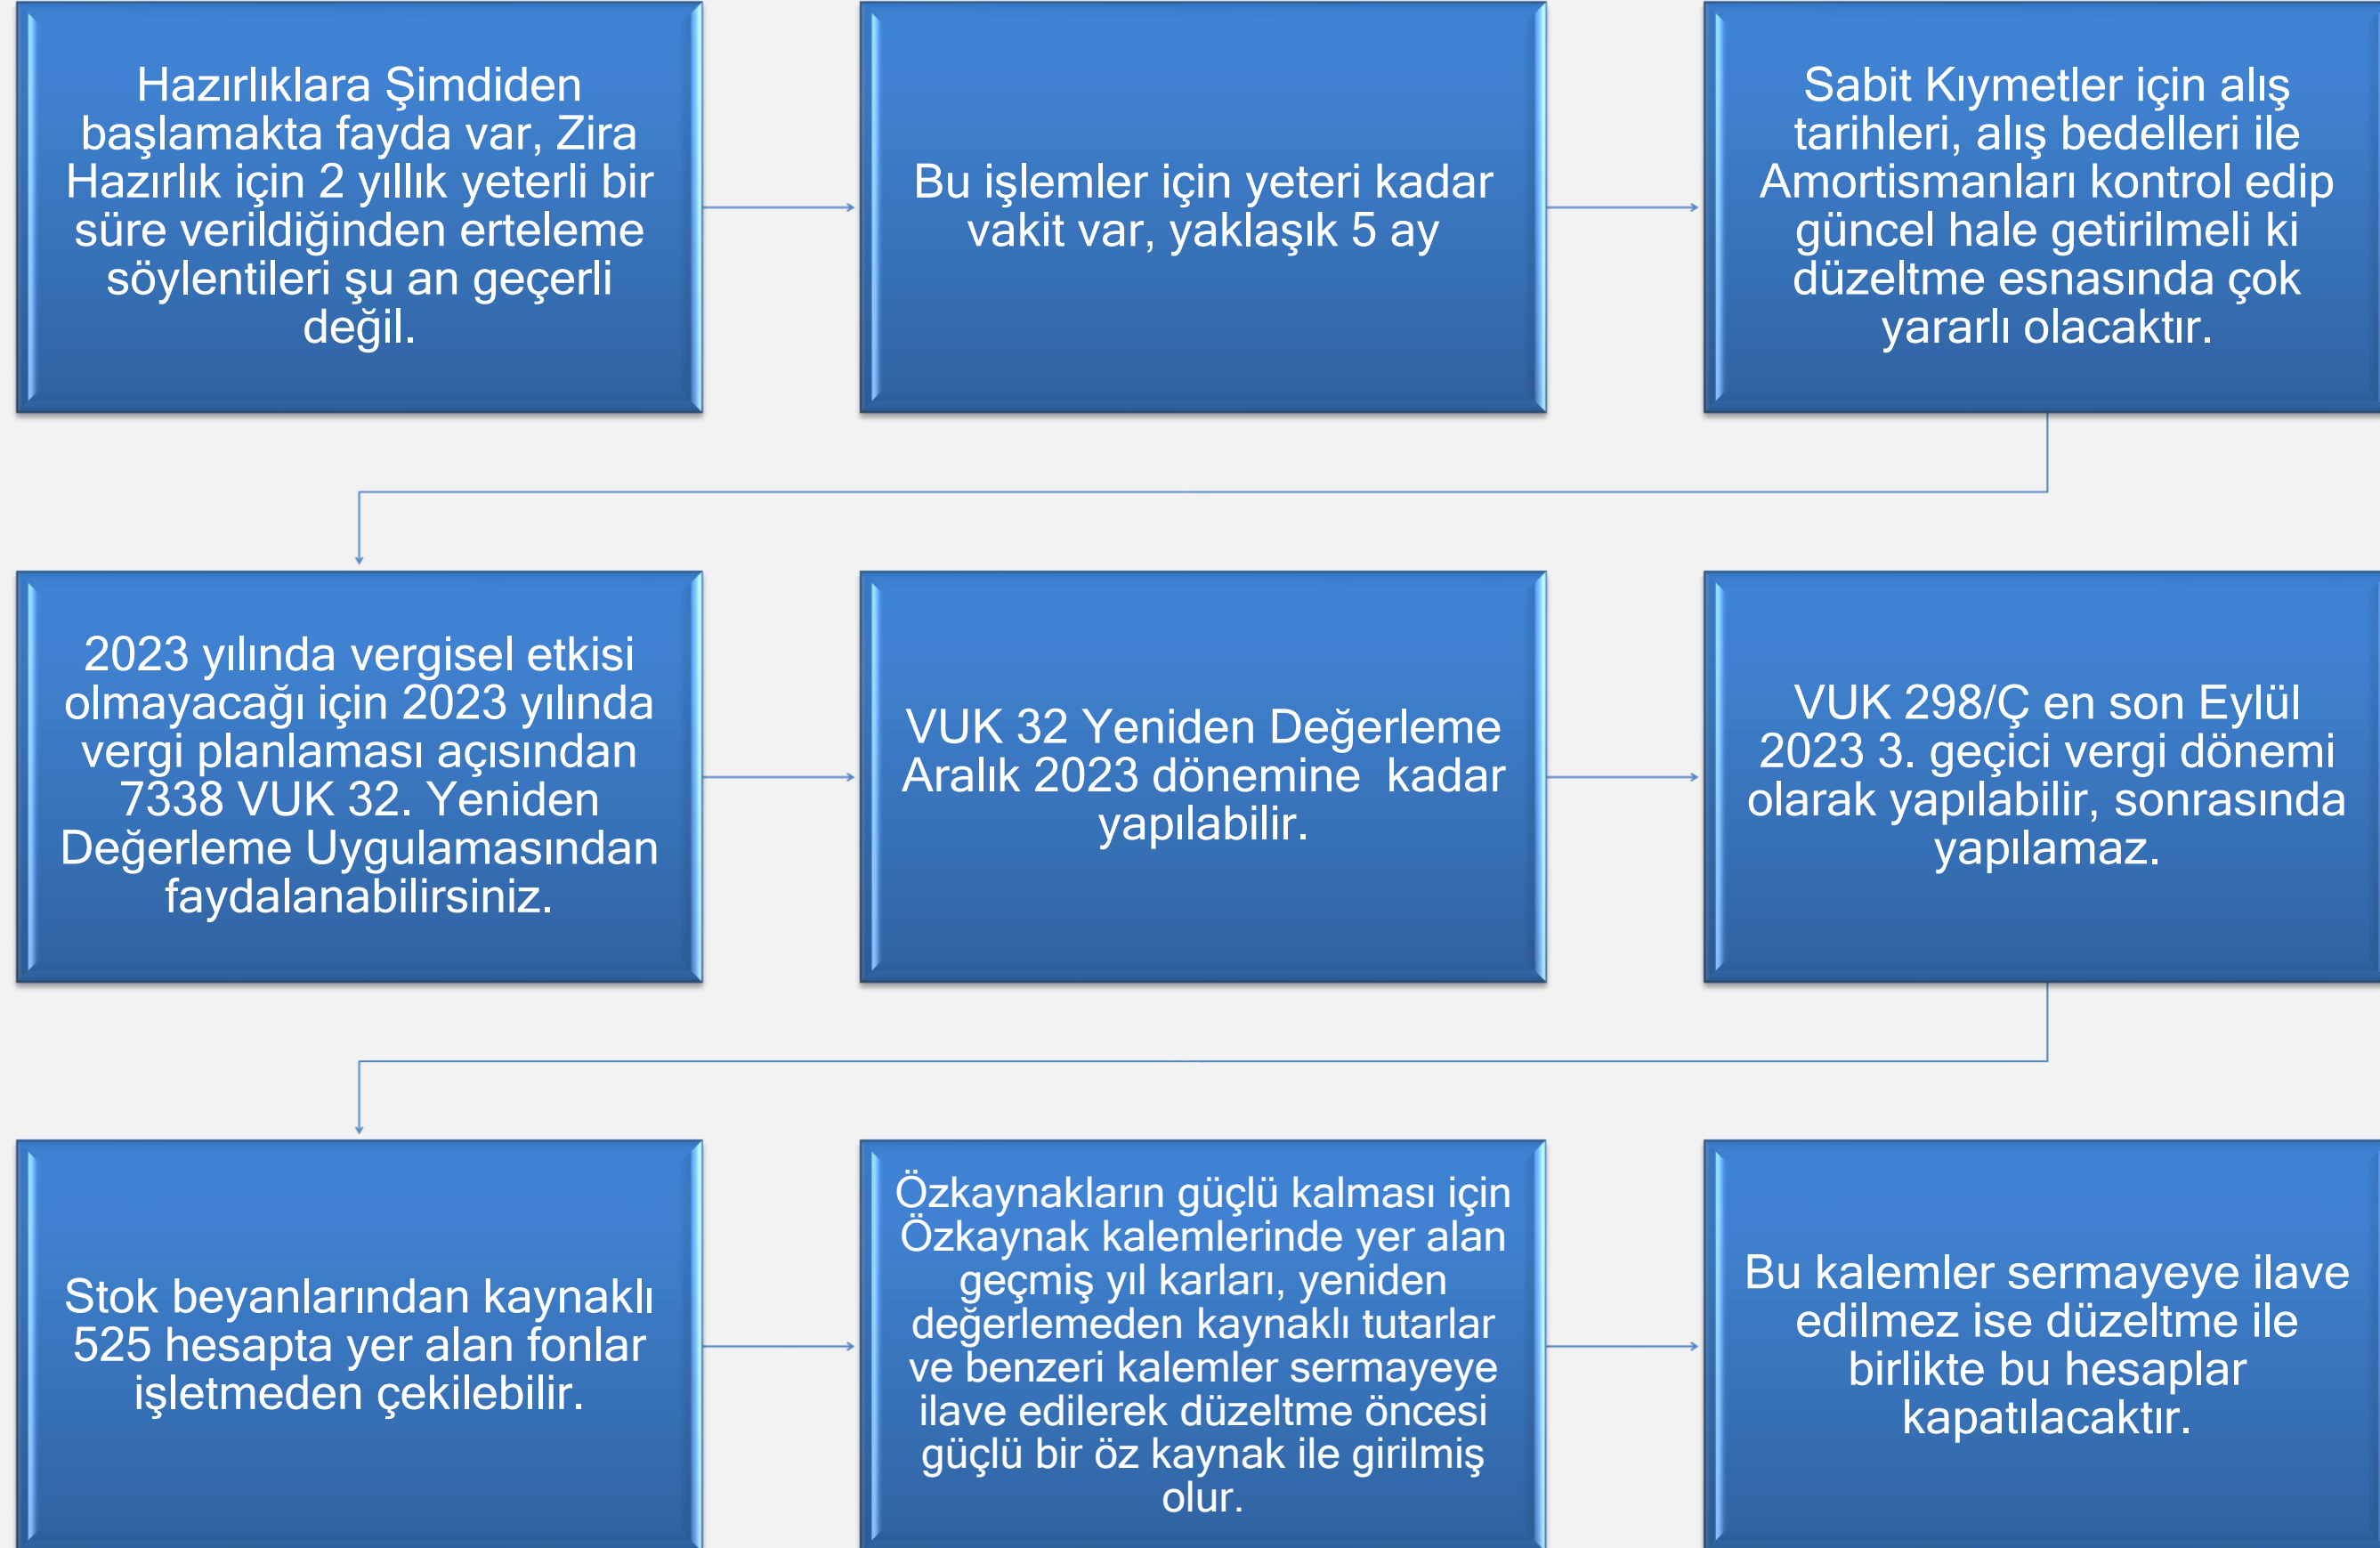 Hazırlıklara Şimdiden
başlamakta fayda var, Zira
Hazırlık için 2 yıllık yeterli bir
süre verildiğinden erteleme
söylentileri şu an geçerli
değil.
Bu işlemler için yeteri kadar
vakit var, yaklaşık 5 ay
Sabit Kıymetler için alış
tarihleri, alış bedelleri ile
Amortismanları kontrol edip
güncel hale getirilmeli ki
düzeltme esnasında çok
yararlı olacaktır.
2023 yılında vergisel etkisi
olmayacağı için 2023 yılında
vergi planlaması açısından
7338 VUK 32. Yeniden
Değerleme Uygulamasından
faydalanabilirsiniz.
VUK 32 Yeniden Değerleme
Aralık 2023 dönemine kadar
yapılabilir.
VUK 298/Ç en son Eylül
2023 3. geçici vergi dönemi
olarak yapılabilir, sonrasında
yapılamaz.
Stok beyanlarından kaynaklı
525 hesapta yer alan fonlar
işletmeden çekilebilir.
Özkaynakların güçlü kalması için
Özkaynak kalemlerinde yer alan
geçmiş yıl karları, yeniden
değerlemeden kaynaklı tutarlar
ve benzeri kalemler sermayeye
ilave edilerek düzeltme öncesi
güçlü bir öz kaynak ile girilmiş
olur.
Bu kalemler sermayeye ilave
edilmez ise düzeltme ile
birlikte bu hesaplar
kapatılacaktır.